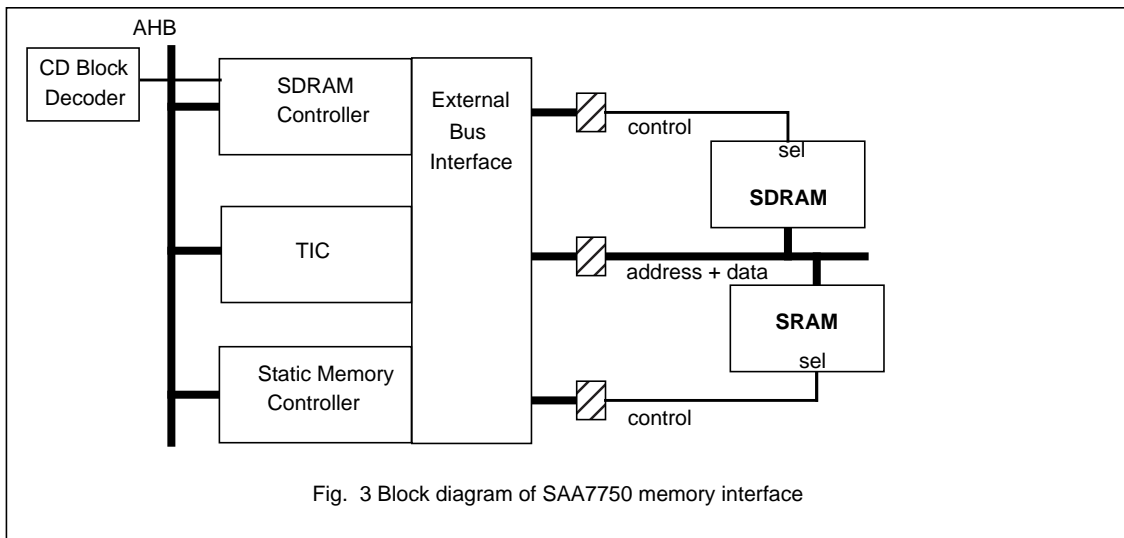 AHB
CD Block
Decoder
SDRAM
Controller
External
Bus
Interface
control
sel
SDRAM
TIC
address + data
SRAM
sel
Static Memory
Controller
control
Fig. 3 Block diagram of SAA7750 memory interface